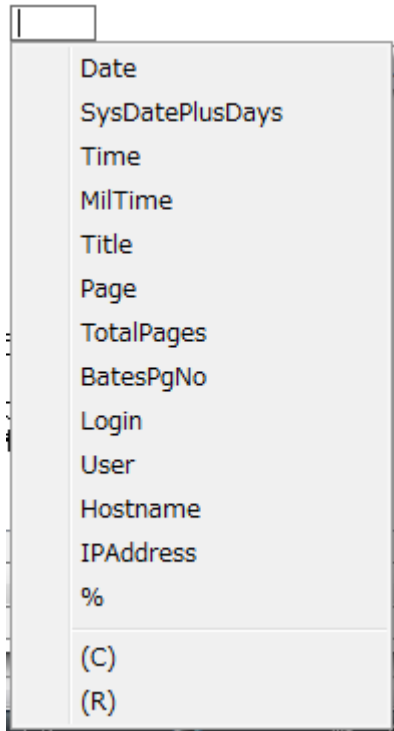 Date
SysDatePlusDays
Time
MilTime
Title
Page
TotalPages
BatesPgNo
Login
User
Hostname
IPAddress
%
(C)
(R)